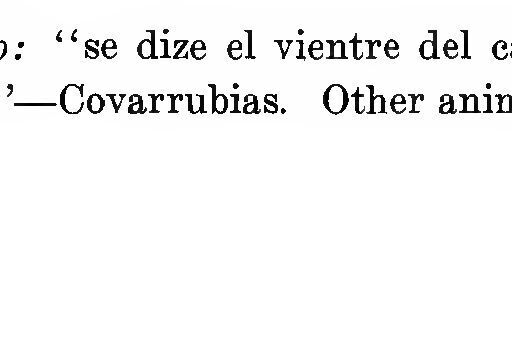 : “se dize el vientre del
’—Covarrubias. Other